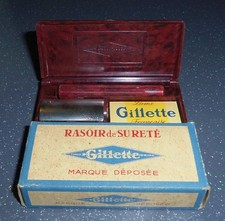 Gillette
RASOIR de SURETÉ
Gillette
MARQUE DÉPOSÉE